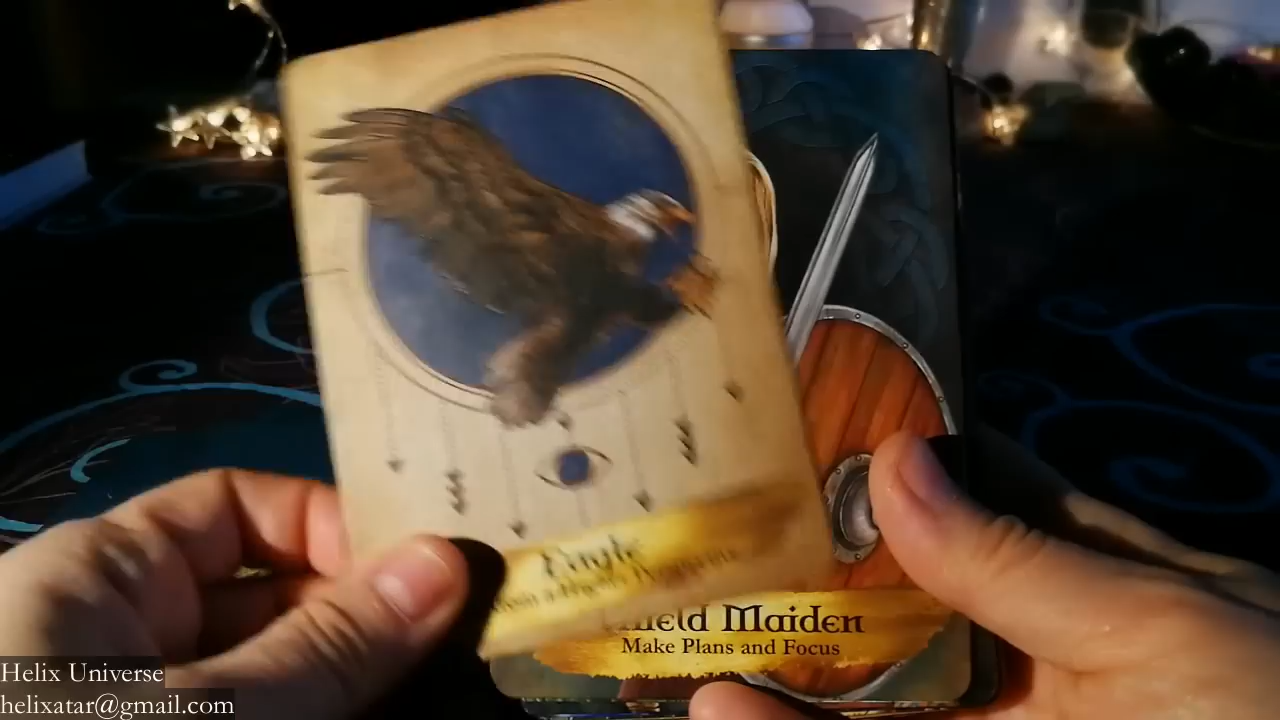 Eagle
Shield Maiden
Make Plans and Focus
Helix Universe
helixatar@gmail.com